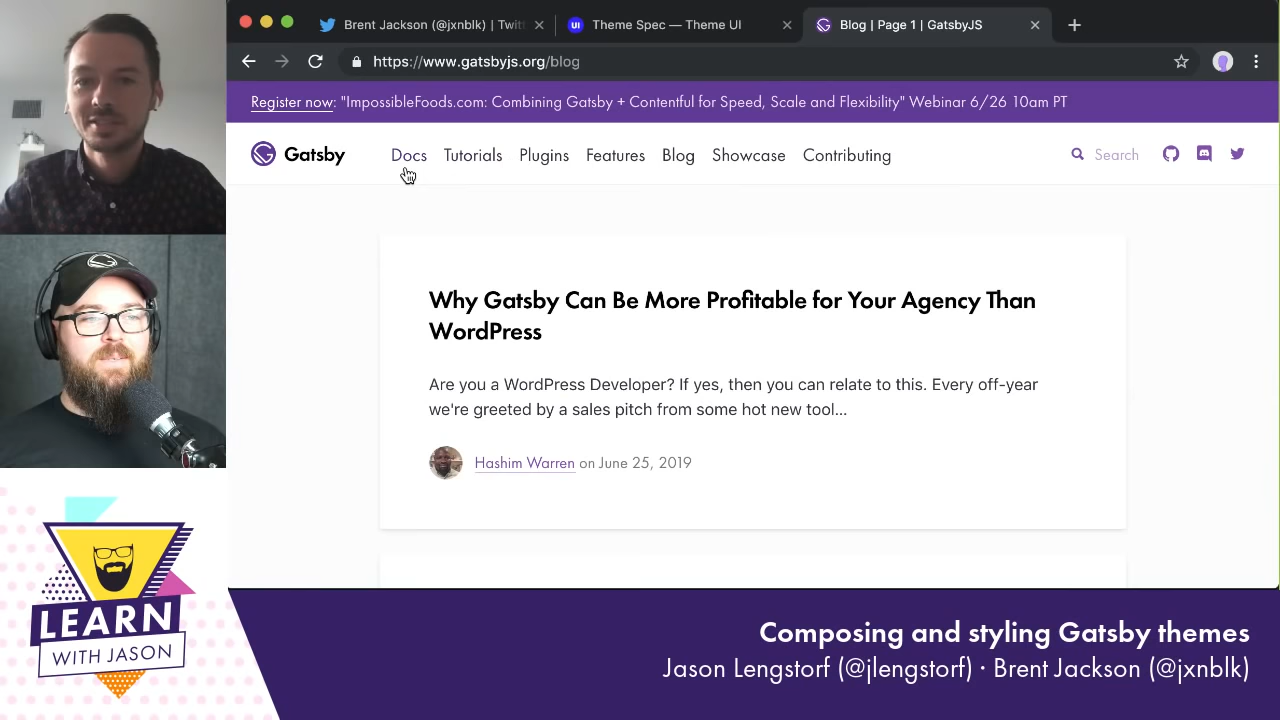 Brent Jackson (@jxnblk) | Twitt
Theme Spec — Theme UI
Blog | Page 1 | GatsbyJS
https://www.gatsbyjs.org/blog
Register now: "ImpossibleFoods.com: Combining Gatsby + Contentful for Speed, Scale and Flexibility" Webinar 6/26 10am PT
Gatsby Docs Tutorials Plugins Features Blog Showcase Contributing Search
Why Gatsby Can Be More Profitable for Your Agency Than
WordPress
Are you a WordPress Developer? If yes, then you can relate to this. Every off-year
we're greeted by a sales pitch from some hot new tool...
Hashim Warren on June 25, 2019
LEARN
WITH JASON
Composing and styling Gatsby themes
Jason Lengstorf (@jlengstorf) · Brent Jackson (@jxnblk)